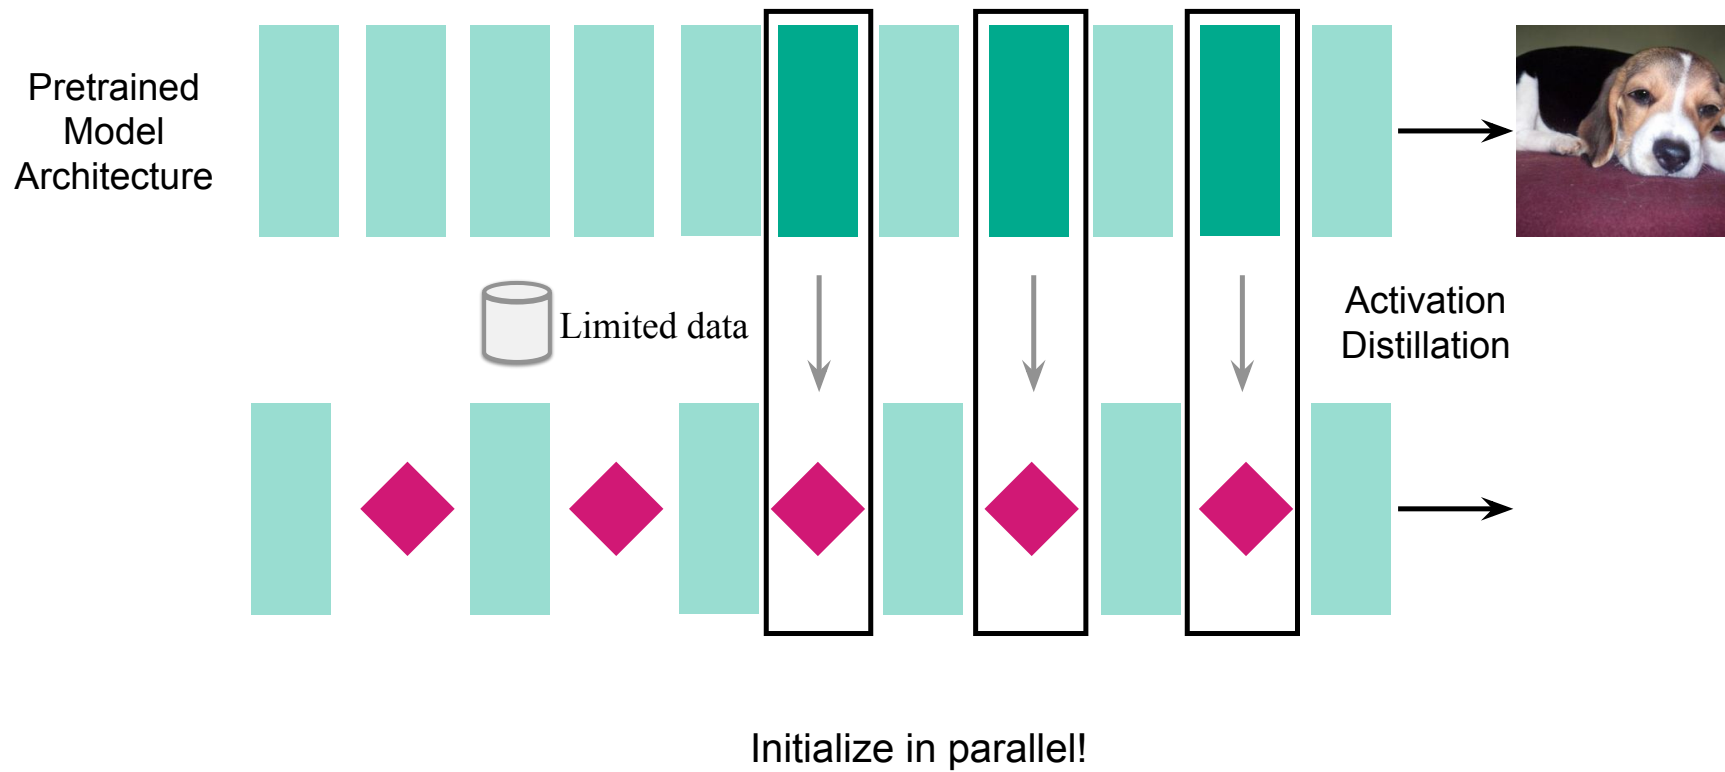 Pretrained
Model
Architecture
Limited data
Activation
Distillation
Initialize in parallel!